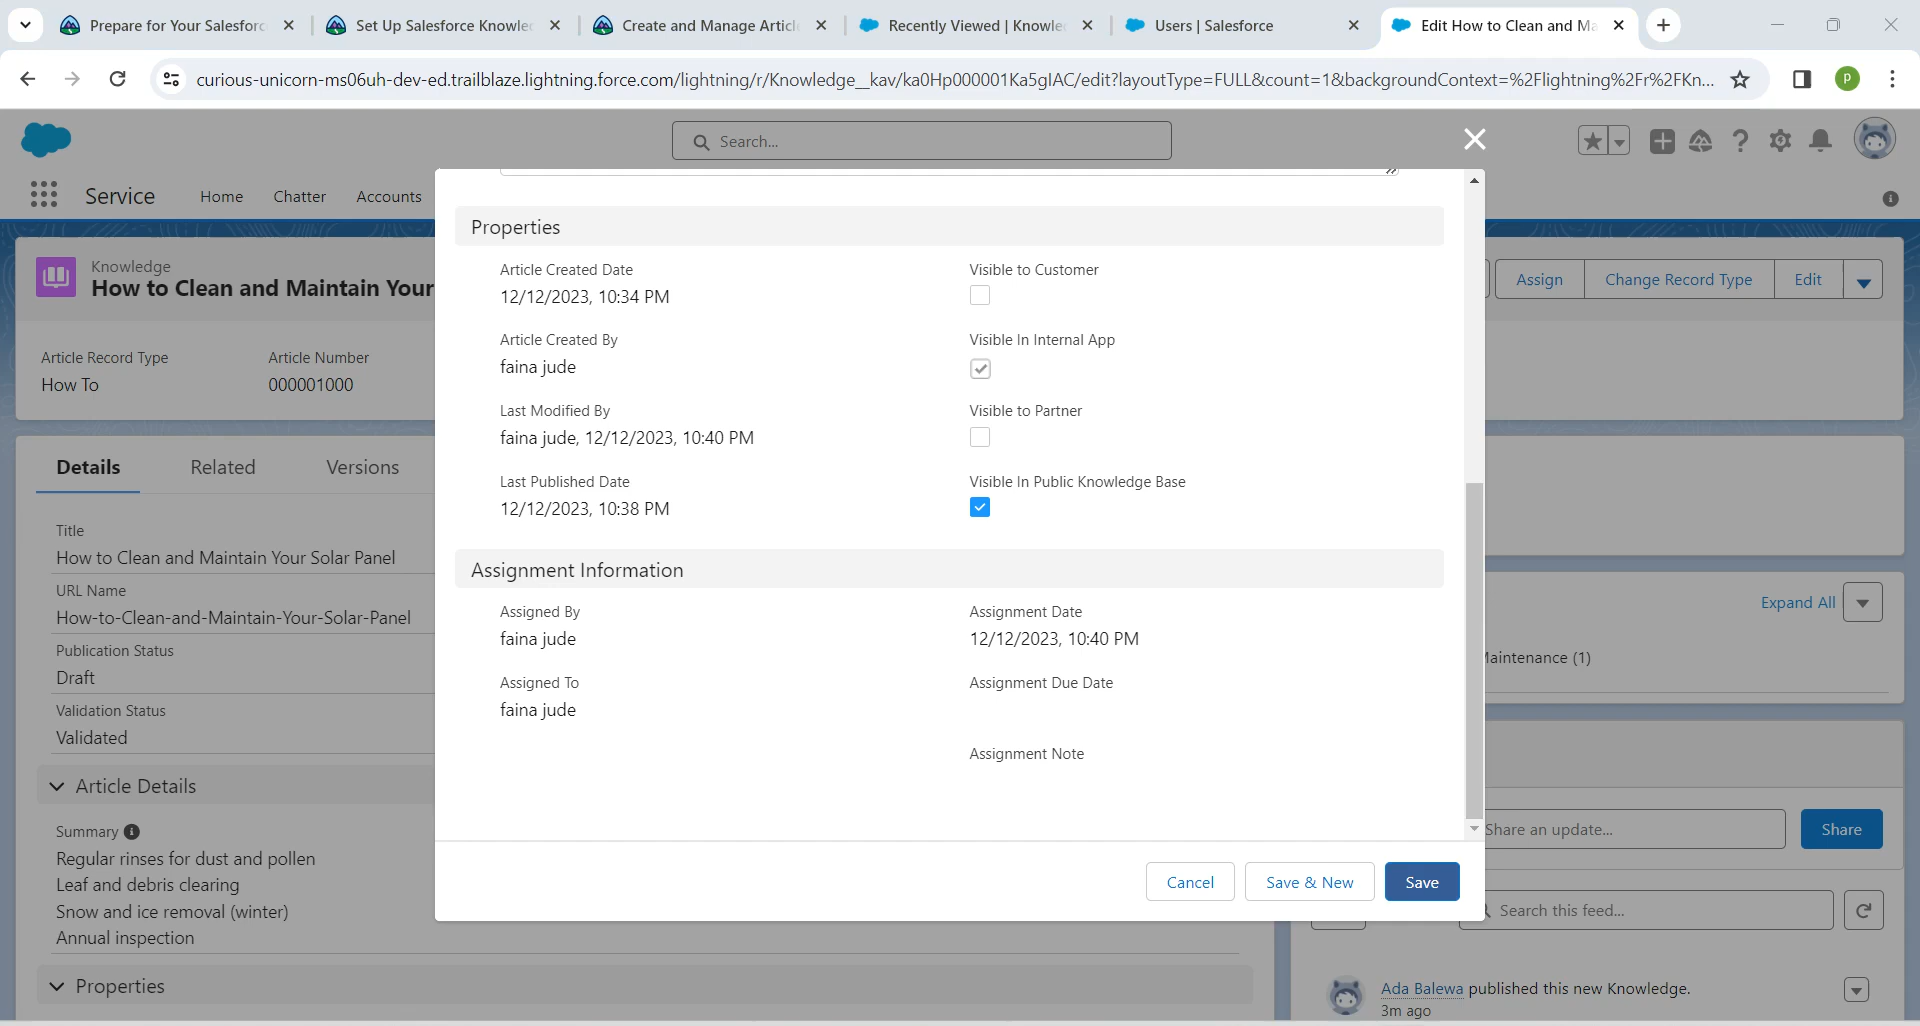 Prepare for Your Salesforc
Set Up Salesforce Knowle
Create and Manage Articl
Recently Viewed | Knowle
Users | Salesforce
Edit How to Clean and Ma
curious-unicorn-ms06uh-dev-ed.trailblaze.lightning.force.com/lightning/r/Knowledge__kav/ka0Hp000001Ka5gIAC/edit?layoutType=FULL&count=1&backgroundContext=%2Flightning%2Fr%2FKn...
P
Search...
Service
Home
Chatter
Accounts
Knowledge
How to Clean and Maintain Your
Assign
Change Record Type
Edit
Article Record Type
How To
Article Number
000001000
Details
Related
Versions
Title
How to Clean and Maintain Your Solar Panel
URL Name
How-to-Clean-and-Maintain-Your-Solar-Panel
Publication Status
Draft
Validation Status
Validated
Article Details
Summary
Regular rinses for dust and pollen
Leaf and debris clearing
Snow and ice removal (winter)
Annual inspection
Properties
Properties
Article Created Date
12/12/2023, 10:34 PM
Visible to Customer
Article Created By
faina jude
Visible In Internal App
Last Modified By
faina jude, 12/12/2023, 10:40 PM
Visible to Partner
Last Published Date
12/12/2023, 10:38 PM
Visible In Public Knowledge Base
Assignment Information
Assigned By
faina jude
Assignment Date
12/12/2023, 10:40 PM
Assigned To
faina jude
Assignment Due Date
Assignment Note
Cancel
Save & New
Save
Expand All
Maintenance (1)
Share an update...
Share
Search this feed...
Ada Balewa published this new Knowledge.
3m ago